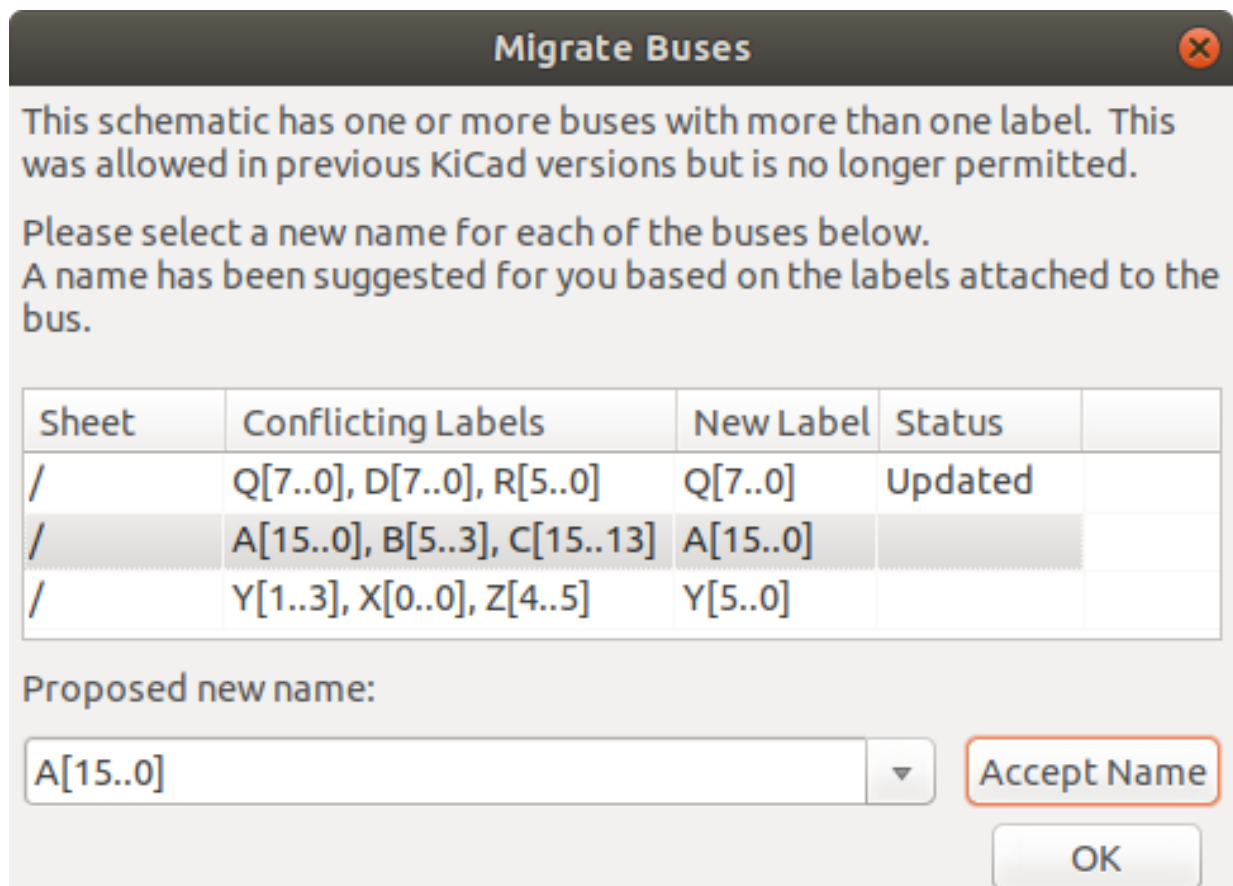 Migrate Buses
This schematic has one or more buses with more than one label.  This
was allowed in previous KiCad versions but is no longer permitted.
Please select a new name for each of the buses below.
A name has been suggested for you based on the labels attached to the
bus.
Sheet Conflicting Labels New Label Status
/ Q[7..0], D[7..0], R[5..0] Q[7..0] Updated
/ A[15..0], B[5..3], C[15..13] A[15..0]
/ Y[1..3], X[0..0], Z[4..5] Y[5..0]
Proposed new name:
A[15..0] Accept Name
OK